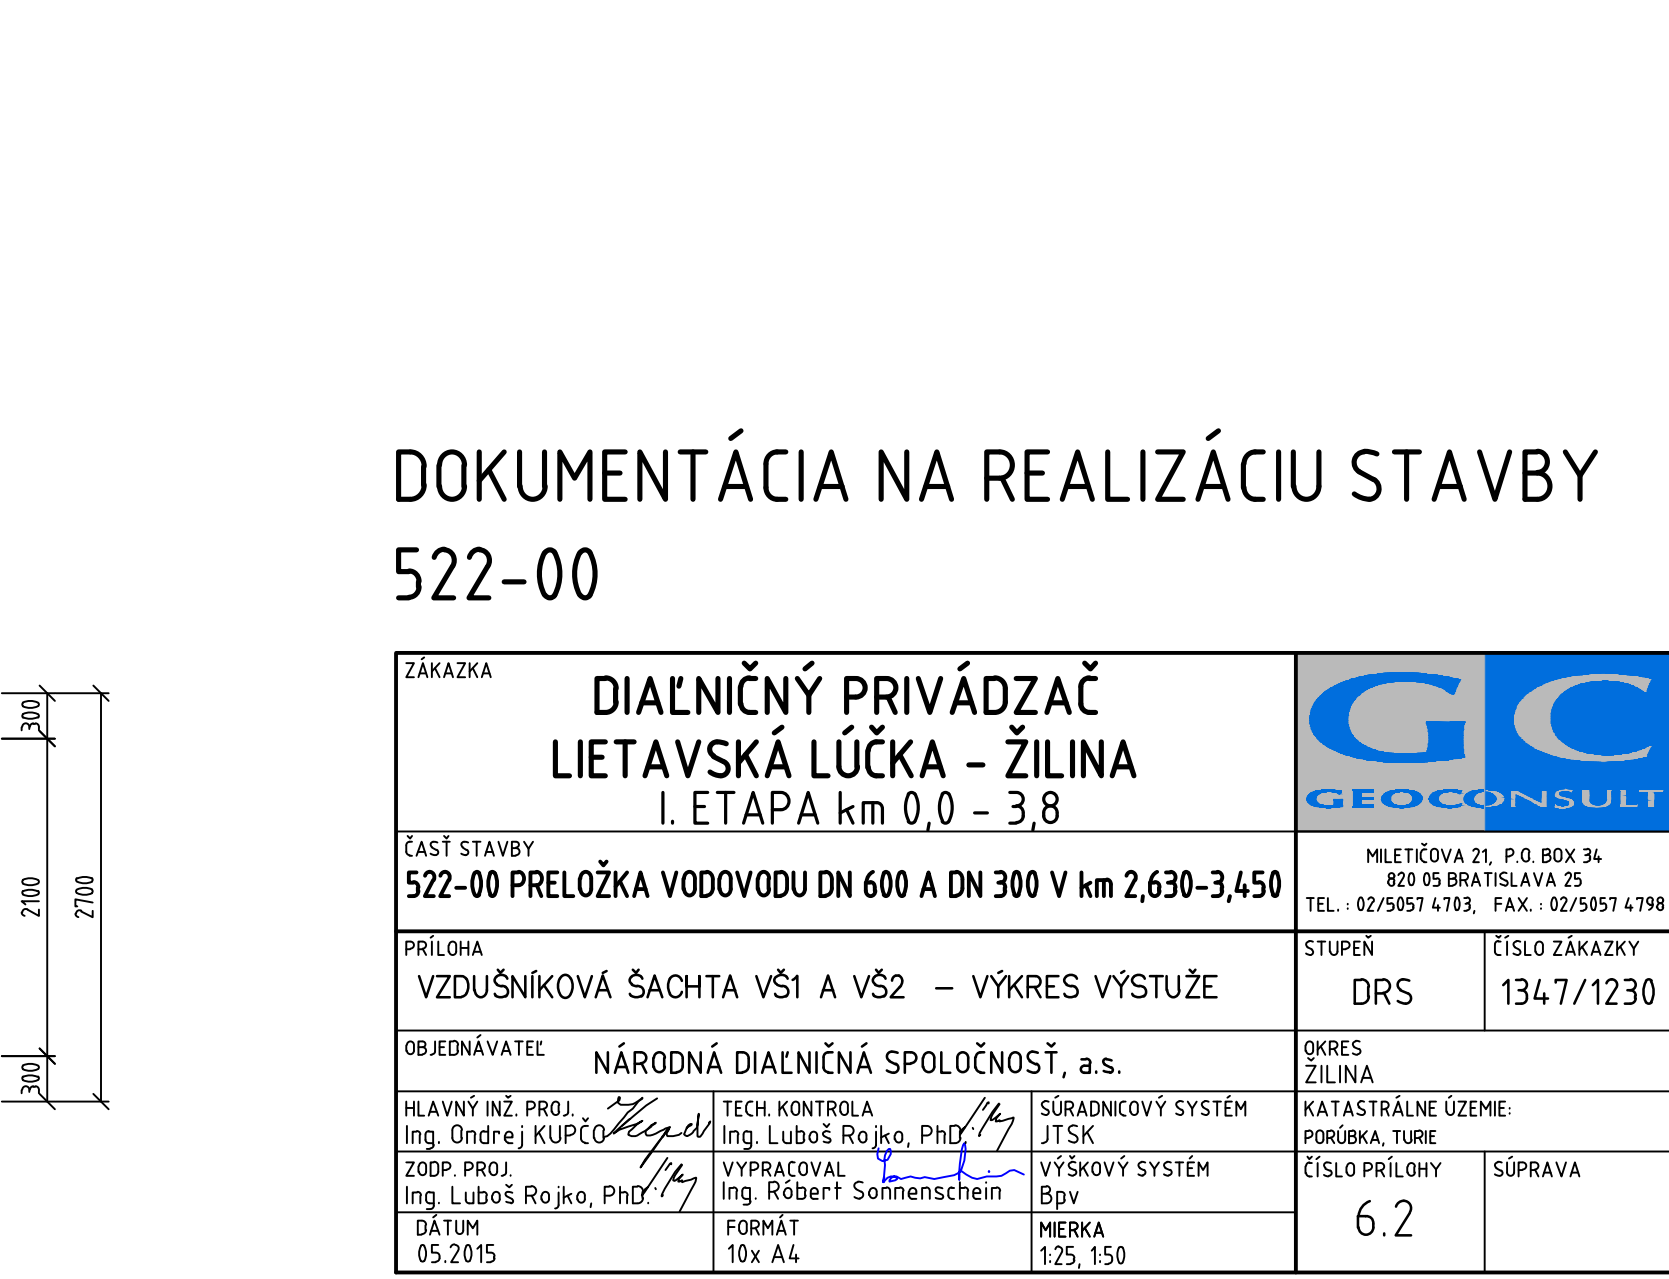 DOKUMENTÁCIA NA REALIZÁCIU STAVBY
522-00
300
2100
2700
300
ZÁKAZKA
DIAĽNIČNÝ PRIVÁDZAČ
LIETAVSKÁ LÚČKA - ŽILINA
I. ETAPA km 0,0 - 3,8
GC
GEOCONSULT
ČASŤ STAVBY
522-00 PRELOŽKA VODOVODU DN 600 A DN 300 V km 2,630-3,450
MILETIČOVA 21, P.O. BOX 34
820 05 BRATISLAVA 25
TEL. : 02/5057 4703, FAX. : 02/5057 4798
PRÍLOHA
VZDUŠNÍKOVÁ ŠACHTA VŠ1 A VŠ2 – VÝKRES VÝSTUŽE
STUPEŇ
DRS
ČÍSLO ZÁKAZKY
1347/1230
OBJEDNÁVATEĽ
NÁRODNÁ DIAĽNIČNÁ SPOLOČNOSŤ, a.s.
OKRES
ŽILINA
HLAVNÝ INŽ. PROJ.
Ing. Ondrej KUPČO
TECH. KONTROLA
Ing. Luboš Rojko, PhD.
SÚRADNICOVÝ SYSTÉM
JTSK
KATASTRÁLNE ÚZEMIE:
PORÚBKA, TURIE
ZODP. PROJ.
Ing. Luboš Rojko, PhD.
VYPRACOVAL
Ing. Róbert Sonnenschein
VÝŠKOVÝ SYSTÉM
Bpv
ČÍSLO PRÍLOHY
6.2
SÚPRAVA
DÁTUM
05.2015
FORMÁT
10x A4
MIERKA
1:25, 1:50